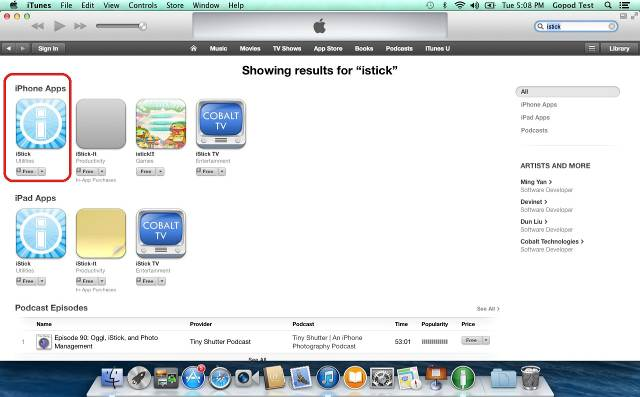 iTunes File Edit View Controls Store Window Help
Tue 5:08 PM Gopod Test
istick
Sign In
Music Movies TV Shows App Store Books Podcasts iTunes U
Library
Showing results for “istick”
iPhone Apps
All
iPhone Apps
iPad Apps
Podcasts
COBALT TV
iStick iStick-It istick!!! iStick TV
Utilities Productivity Games Entertainment
Free Free Free Free
In-App Purchases
ARTISTS AND MORE
Ming Yan >
Software Developer
Devinet >
Software Developer
Dun Liu >
Software Developer
Cobalt Technologies >
Software Developer
iPad Apps
COBALT TV
iStick iStick-It iStick TV
Utilities Productivity Entertainment
Free Free Free
In-App Purchases
Podcast Episodes
See All >
Name Provider Podcast Time Popularity Price
1 Episode 90: Oggl, iStick, and Photo Management Tiny Shutter Podcast Tiny Shutter | An iPhone Photography Podcast 53:01 Free
See All